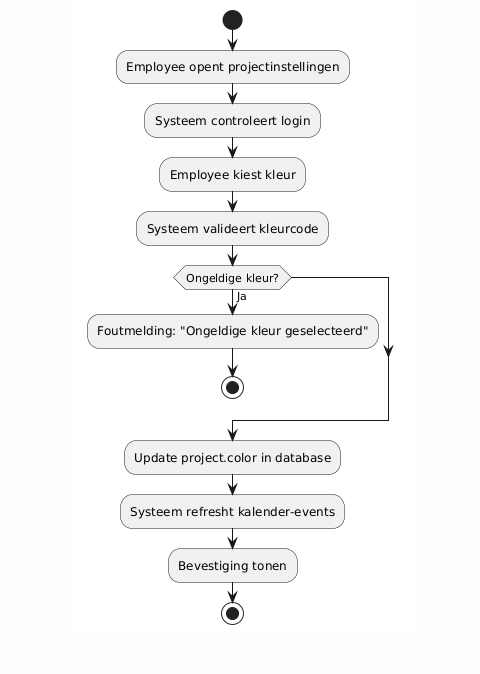 Employee opent projectinstellingen
Systeem controleert login
Employee kiest kleur
Systeem valideert kleurcode
Ongeldige kleur?
Ja
Foutmelding: "Ongeldige kleur geselecteerd"
Update project.color in database
Systeem refresht kalender-events
Bevestiging tonen